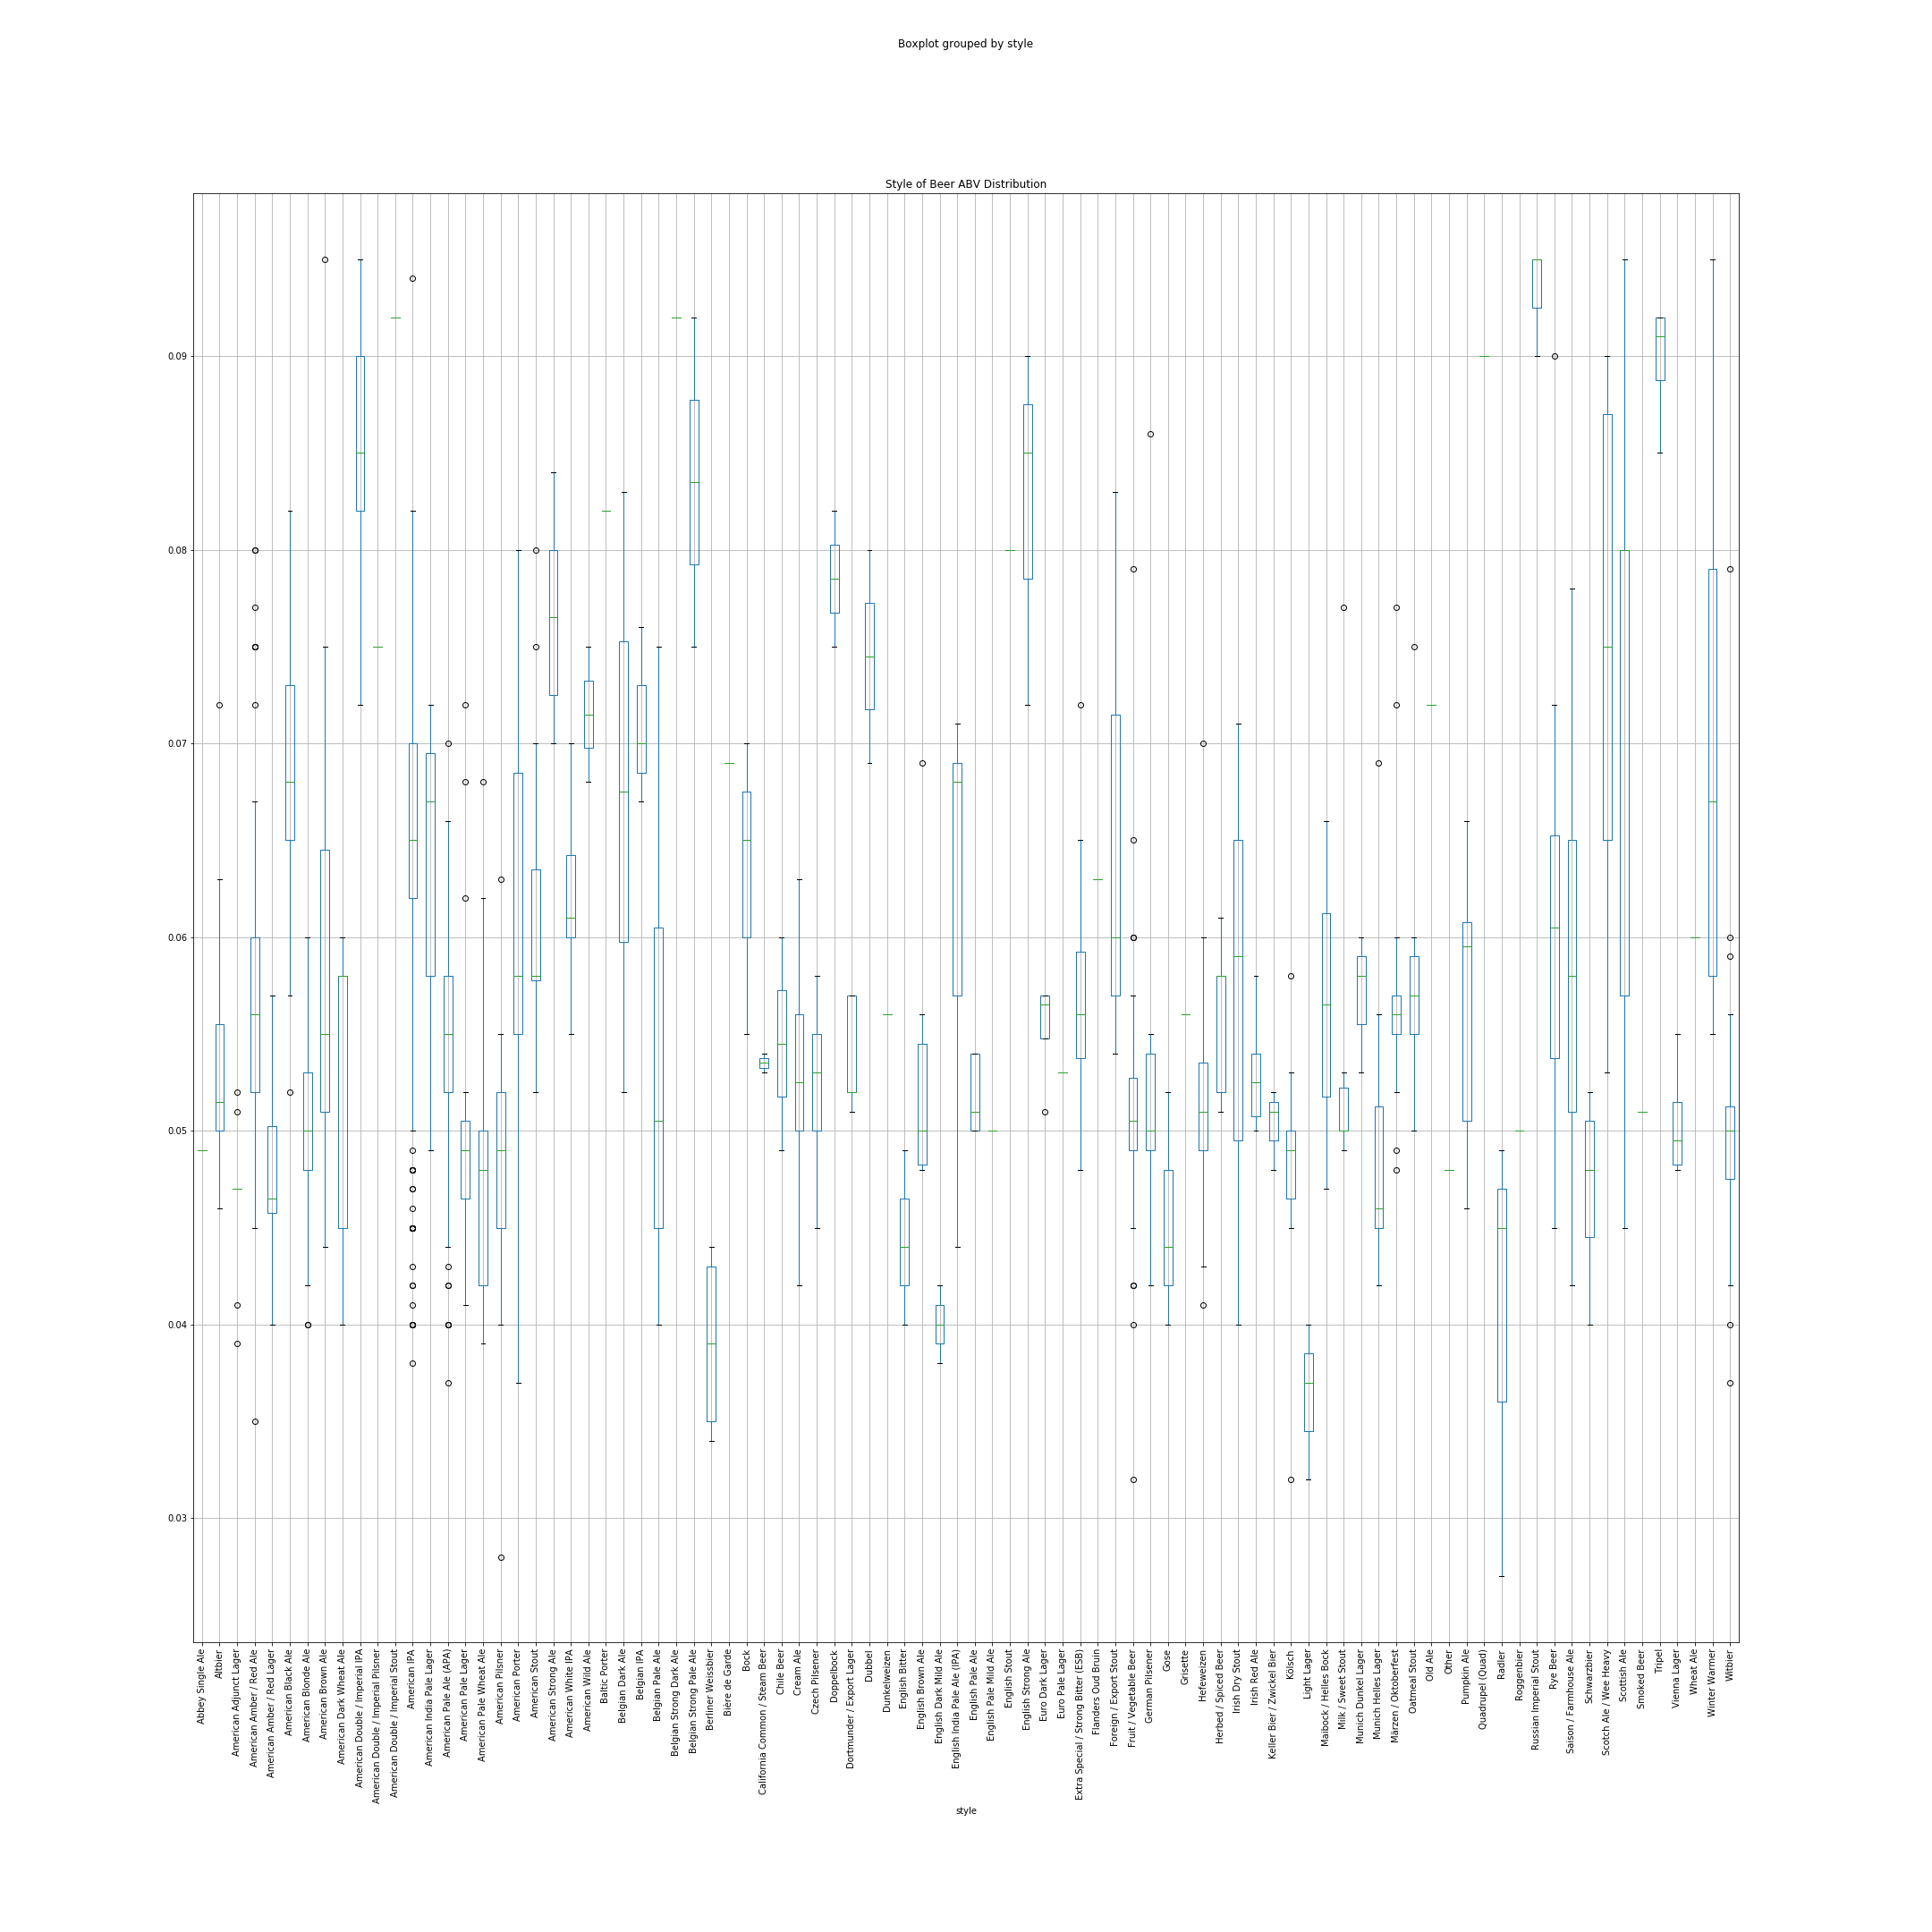 Boxplot grouped by style
Style of Beer ABV Distribution
0.09
0.08
0.07
0.06
0.05
0.04
0.03
Abbey Single Ale
Altbier
American Adjunct Lager
American Amber / Red Ale
American Amber / Red Lager
American Black Ale
American Blonde Ale
American Brown Ale
American Dark Wheat Ale
American Double / Imperial IPA
American Double / Imperial Pilsner
American Double / Imperial Stout
American IPA
American India Pale Lager
American Pale Ale (APA)
American Pale Lager
American Pale Wheat Ale
American Pilsner
American Porter
American Stout
American Strong Ale
American White IPA
American Wild Ale
Baltic Porter
Belgian Dark Ale
Belgian IPA
Belgian Pale Ale
Belgian Strong Dark Ale
Belgian Strong Pale Ale
Berliner Weissbier
Bière de Garde
Bock
California Common / Steam Beer
Chile Beer
Cream Ale
Czech Pilsener
Doppelbock
Dortmunder / Export Lager
Dubbel
Dunkelweizen
English Bitter
English Brown Ale
English Dark Mild Ale
English India Pale Ale (IPA)
English Pale Ale
English Pale Mild Ale
English Stout
English Strong Ale
Euro Dark Lager
Euro Pale Lager
Extra Special / Strong Bitter (ESB)
Flanders Oud Bruin
Foreign / Export Stout
Fruit / Vegetable Beer
German Pilsener
Gose
Grisette
Hefeweizen
Herbed / Spiced Beer
Irish Dry Stout
Irish Red Ale
Keller Bier / Zwickel Bier
Kölsch
Light Lager
Maibock / Helles Bock
Milk / Sweet Stout
Munich Dunkel Lager
Munich Helles Lager
Märzen / Oktoberfest
Oatmeal Stout
Old Ale
Other
Pumpkin Ale
Quadrupel (Quad)
Radler
Roggenbier
Russian Imperial Stout
Rye Beer
Saison / Farmhouse Ale
Schwarzbier
Scotch Ale / Wee Heavy
Scottish Ale
Smoked Beer
Tripel
Vienna Lager
Wheat Ale
Winter Warmer
Witbier
style